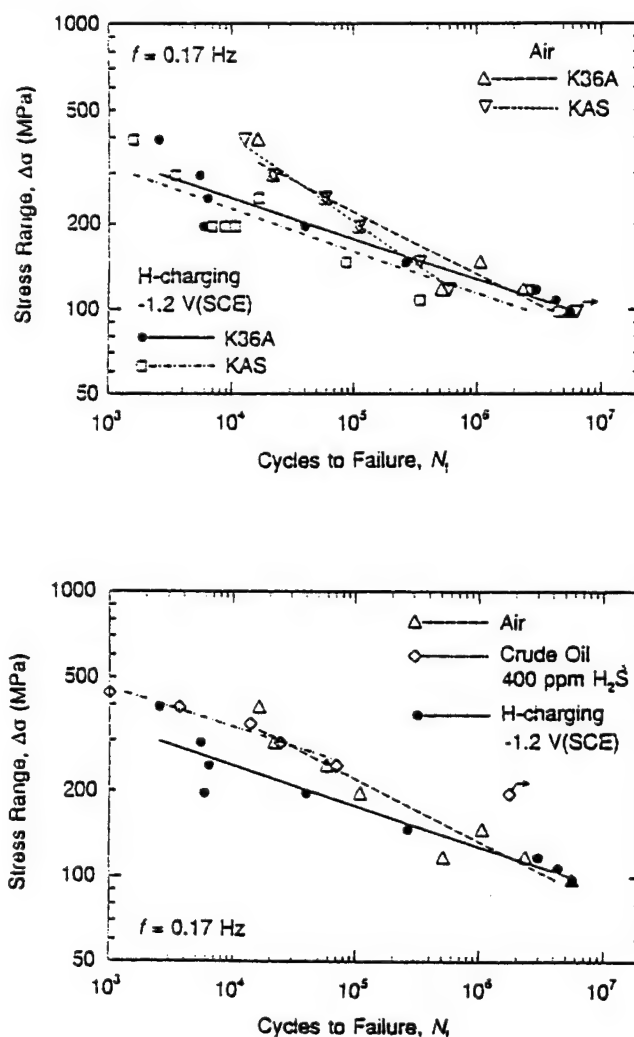 1000
500
200
100
50
Stress Range, Δσ (MPa)
f = 0.17 Hz
Air
K36A
KAS
H-charging
-1.2 V(SCE)
K36A
KAS
10³ 10⁴ 10⁵ 10⁶ 10⁷
Cycles to Failure, Nf
1000
500
200
100
50
Stress Range, Δσ (MPa)
Air
Crude Oil
400 ppm H₂S
H-charging
-1.2 V(SCE)
f = 0.17 Hz
10³ 10⁴ 10⁵ 10⁶ 10⁷
Cycles to Failure, Nf